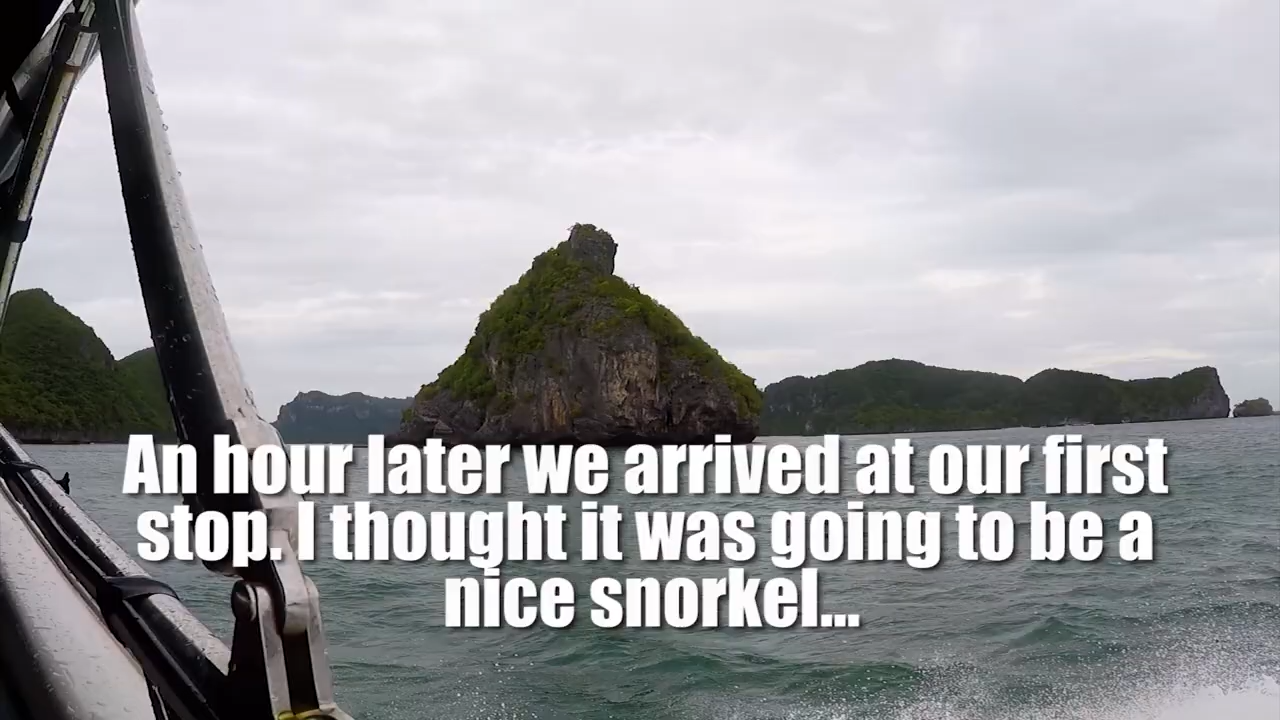 An hour later we arrived at our first
stop. I thought it was going to be a
nice snorkel...